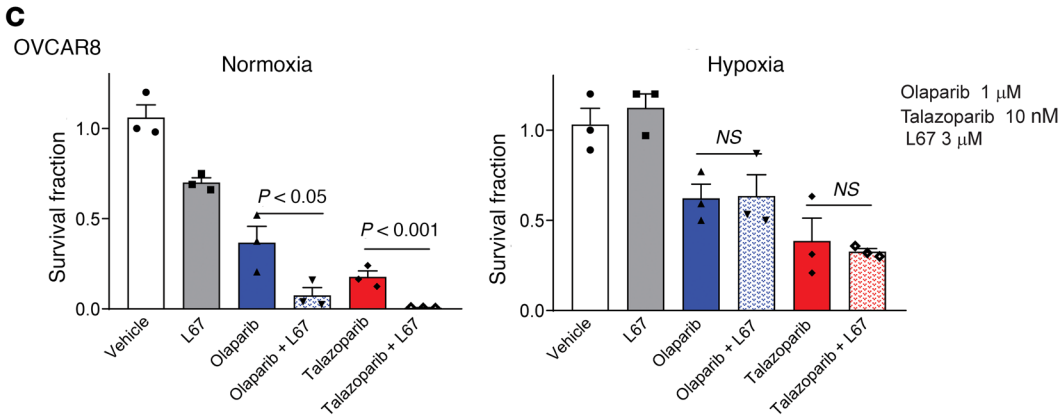 c
OVCAR8
Normoxia
Survival fraction
1.0
0.5
0.0
P < 0.05
P < 0.001
Vehicle
L67
Olaparib
Olaparib + L67
Talazoparib
Talazoparib + L67
Hypoxia
Survival fraction
1.0
0.5
0.0
NS
NS
Vehicle
L67
Olaparib
Olaparib + L67
Talazoparib
Talazoparib + L67
Olaparib 1 μM
Talazoparib 10 nM
L67 3 μM